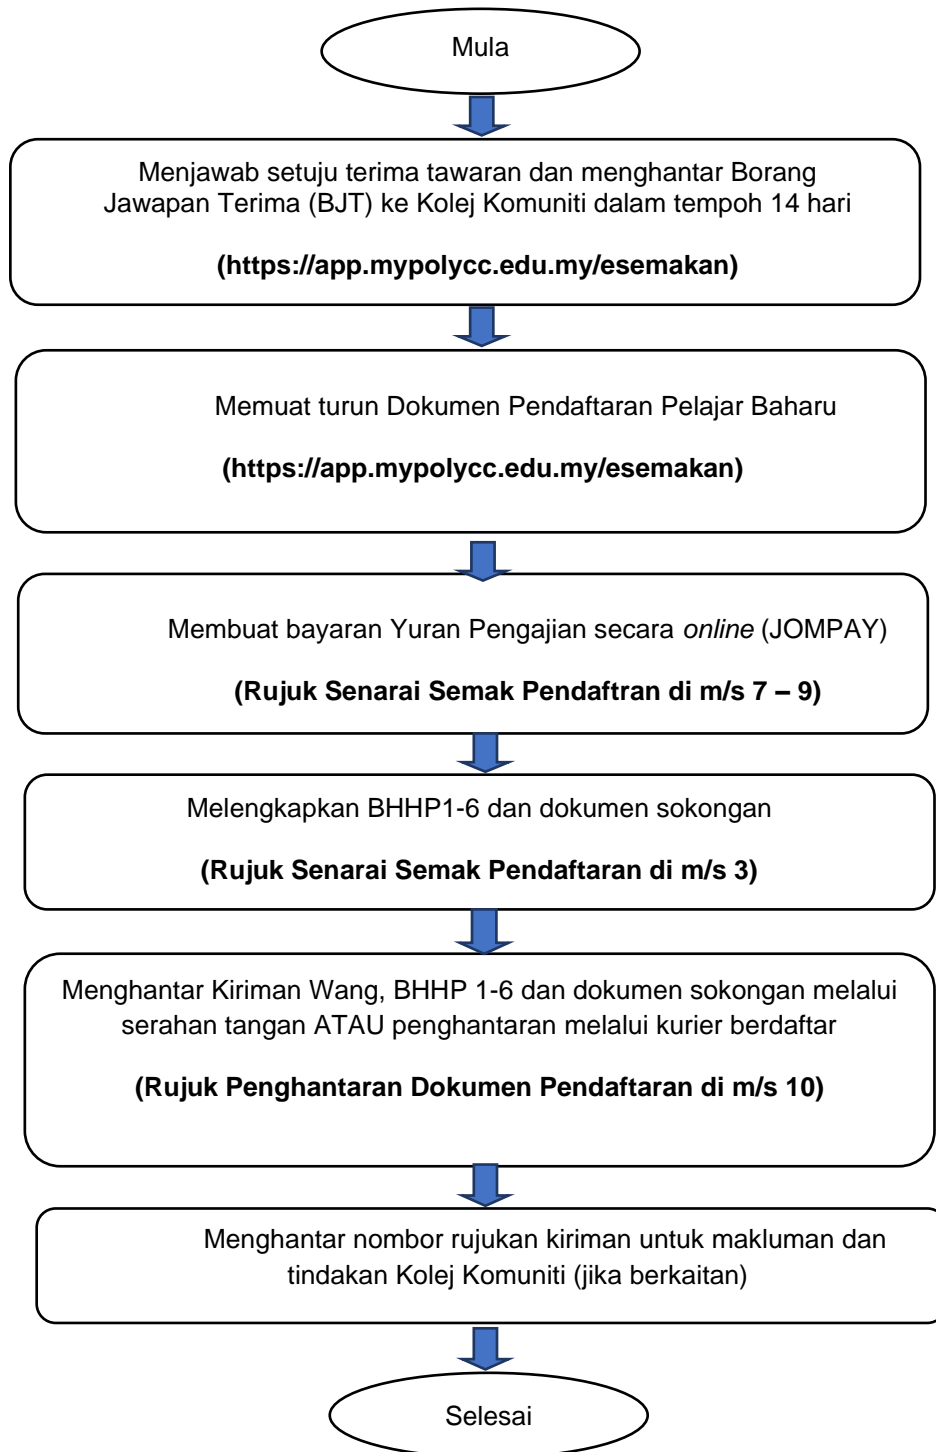 Mula
Menjawab setuju terima tawaran dan menghantar Borang
Jawapan Terima (BJT) ke Kolej Komuniti dalam tempoh 14 hari
(https://app.mypolycc.edu.my/esemakan)
Memuat turun Dokumen Pendaftaran Pelajar Baharu
(https://app.mypolycc.edu.my/esemakan)
Membuat bayaran Yuran Pengajian secara online (JOMPAY)
(Rujuk Senarai Semak Pendaftran di m/s 7 – 9)
Melengkapkan BHHP1-6 dan dokumen sokongan
(Rujuk Senarai Semak Pendaftaran di m/s 3)
Menghantar Kiriman Wang, BHHP 1-6 dan dokumen sokongan melalui
serahan tangan ATAU penghantaran melalui kurier berdaftar
(Rujuk Penghantaran Dokumen Pendaftaran di m/s 10)
Menghantar nombor rujukan kiriman untuk makluman dan
tindakan Kolej Komuniti (jika berkaitan)
Selesai